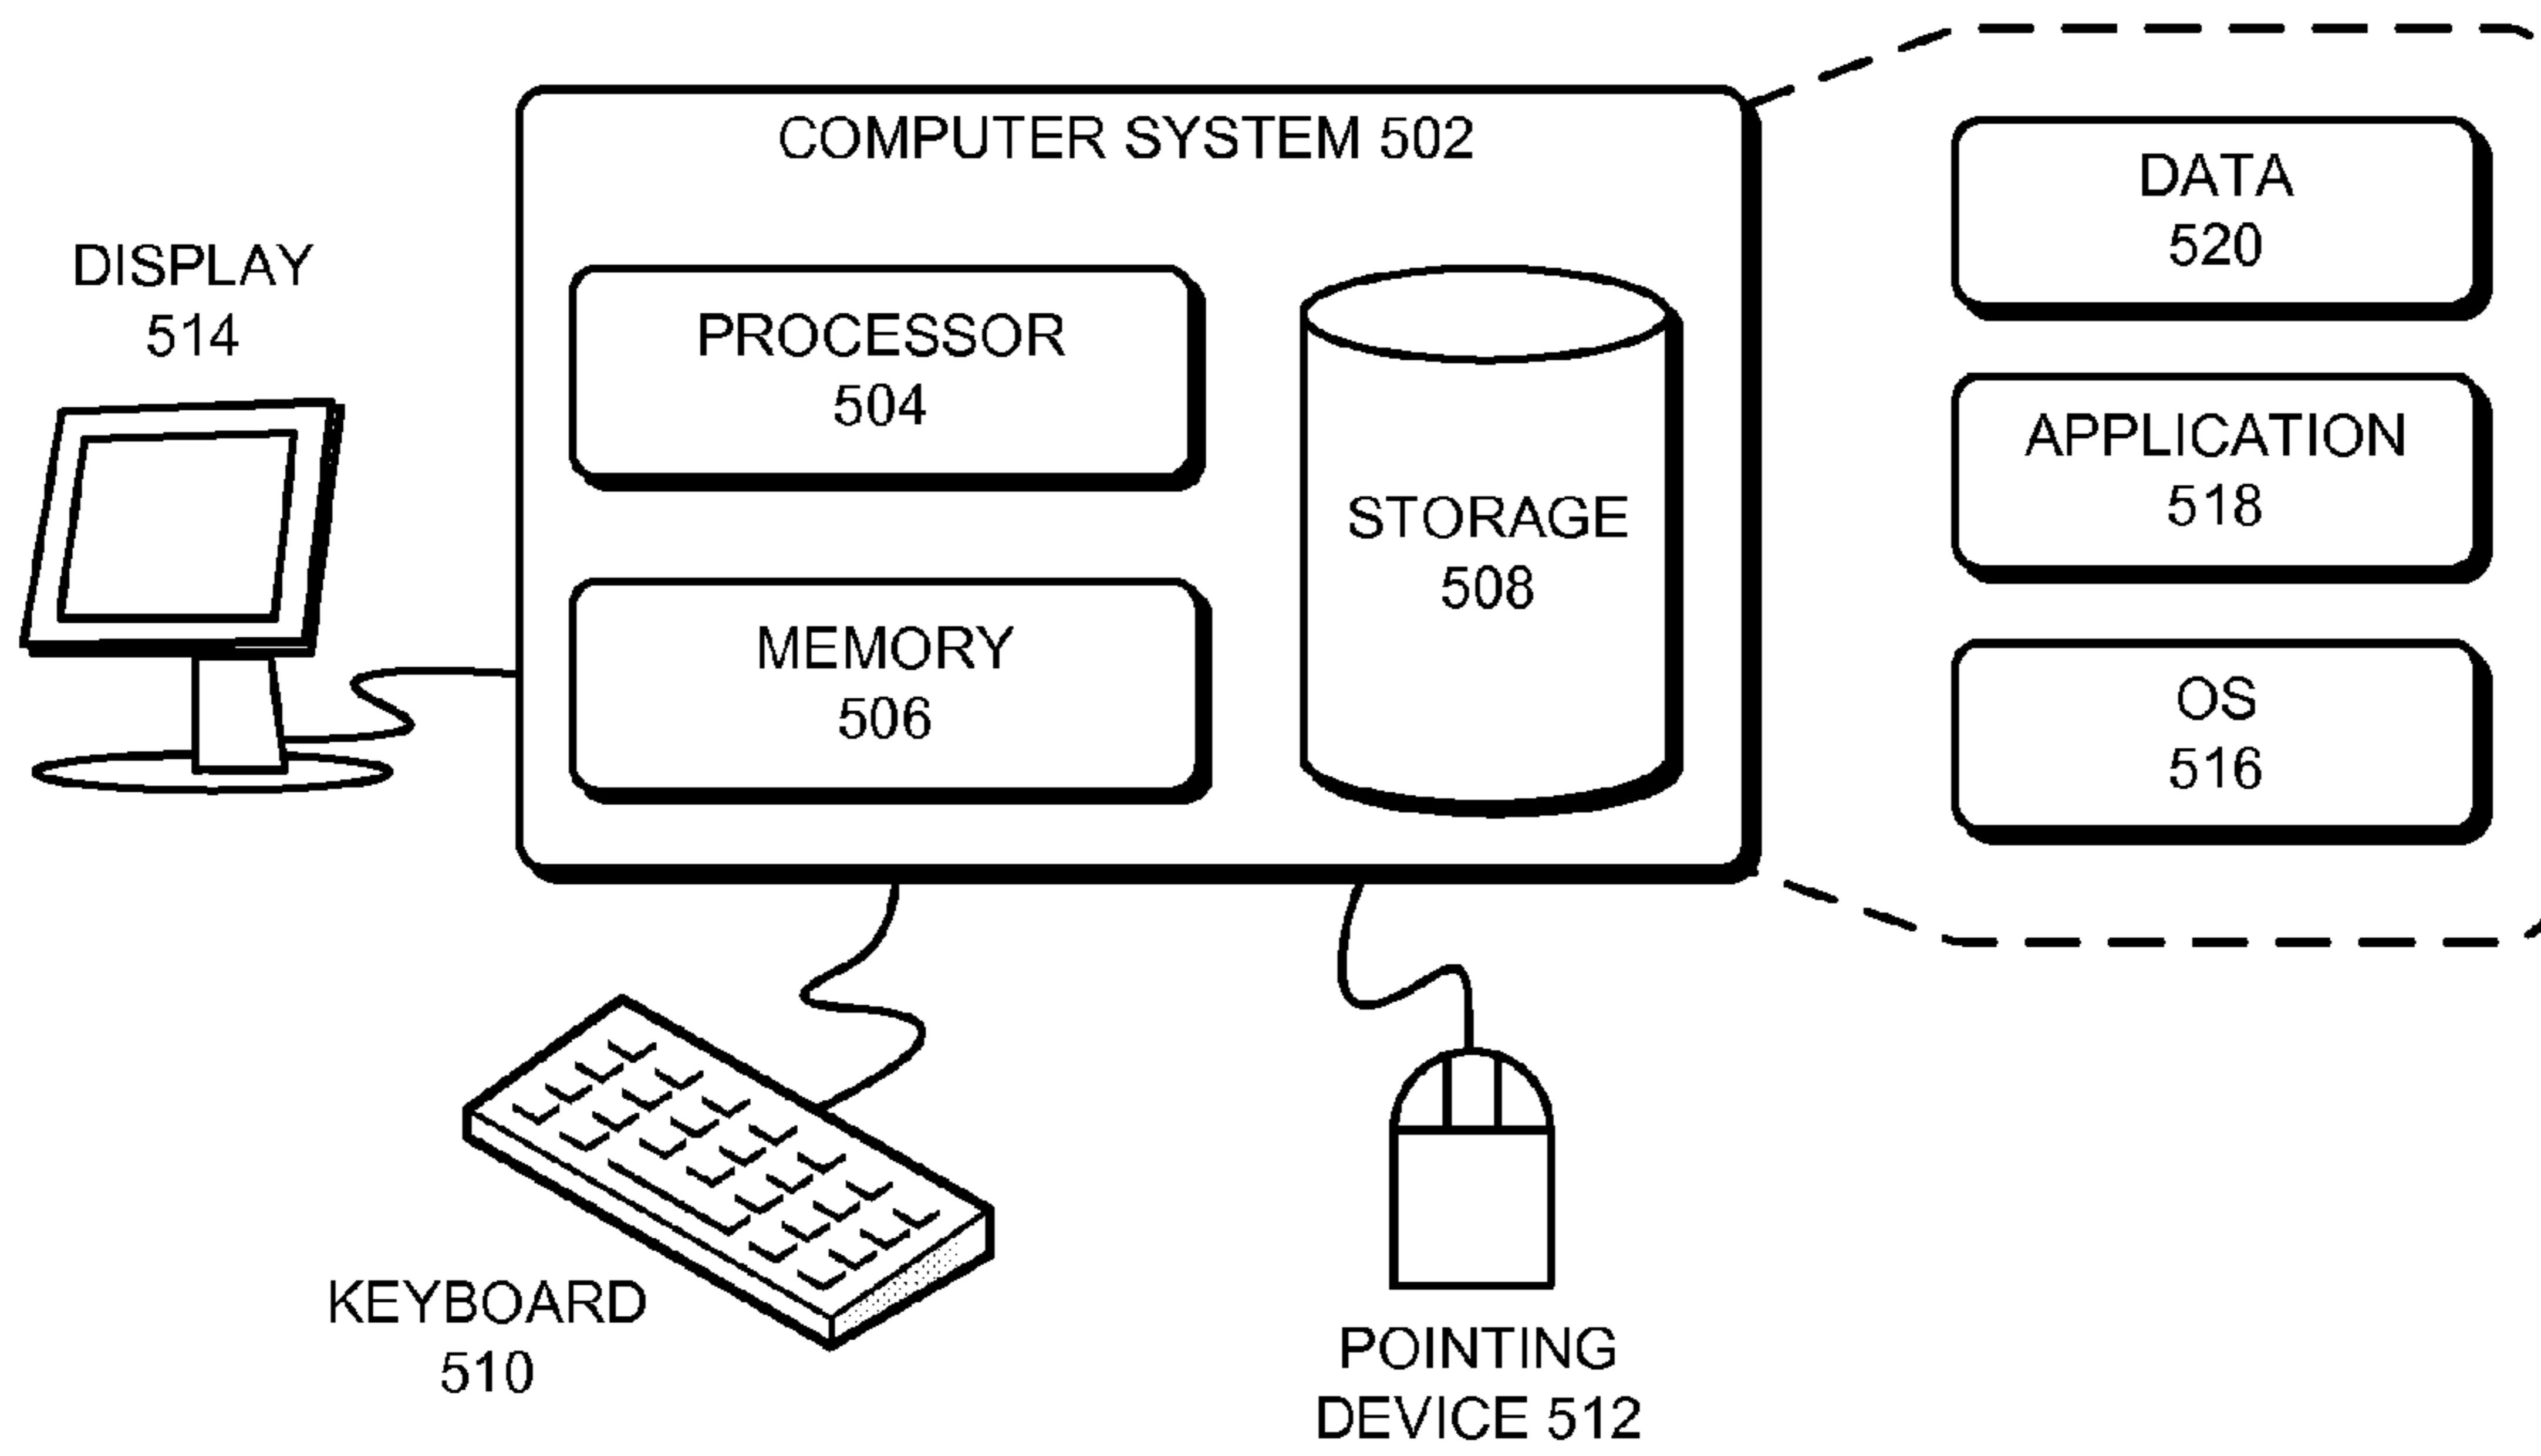 COMPUTER SYSTEM 502
DISPLAY
514
PROCESSOR
504
MEMORY
506
STORAGE
508
DATA
520
APPLICATION
518
OS
516
KEYBOARD
510
POINTING
DEVICE 512